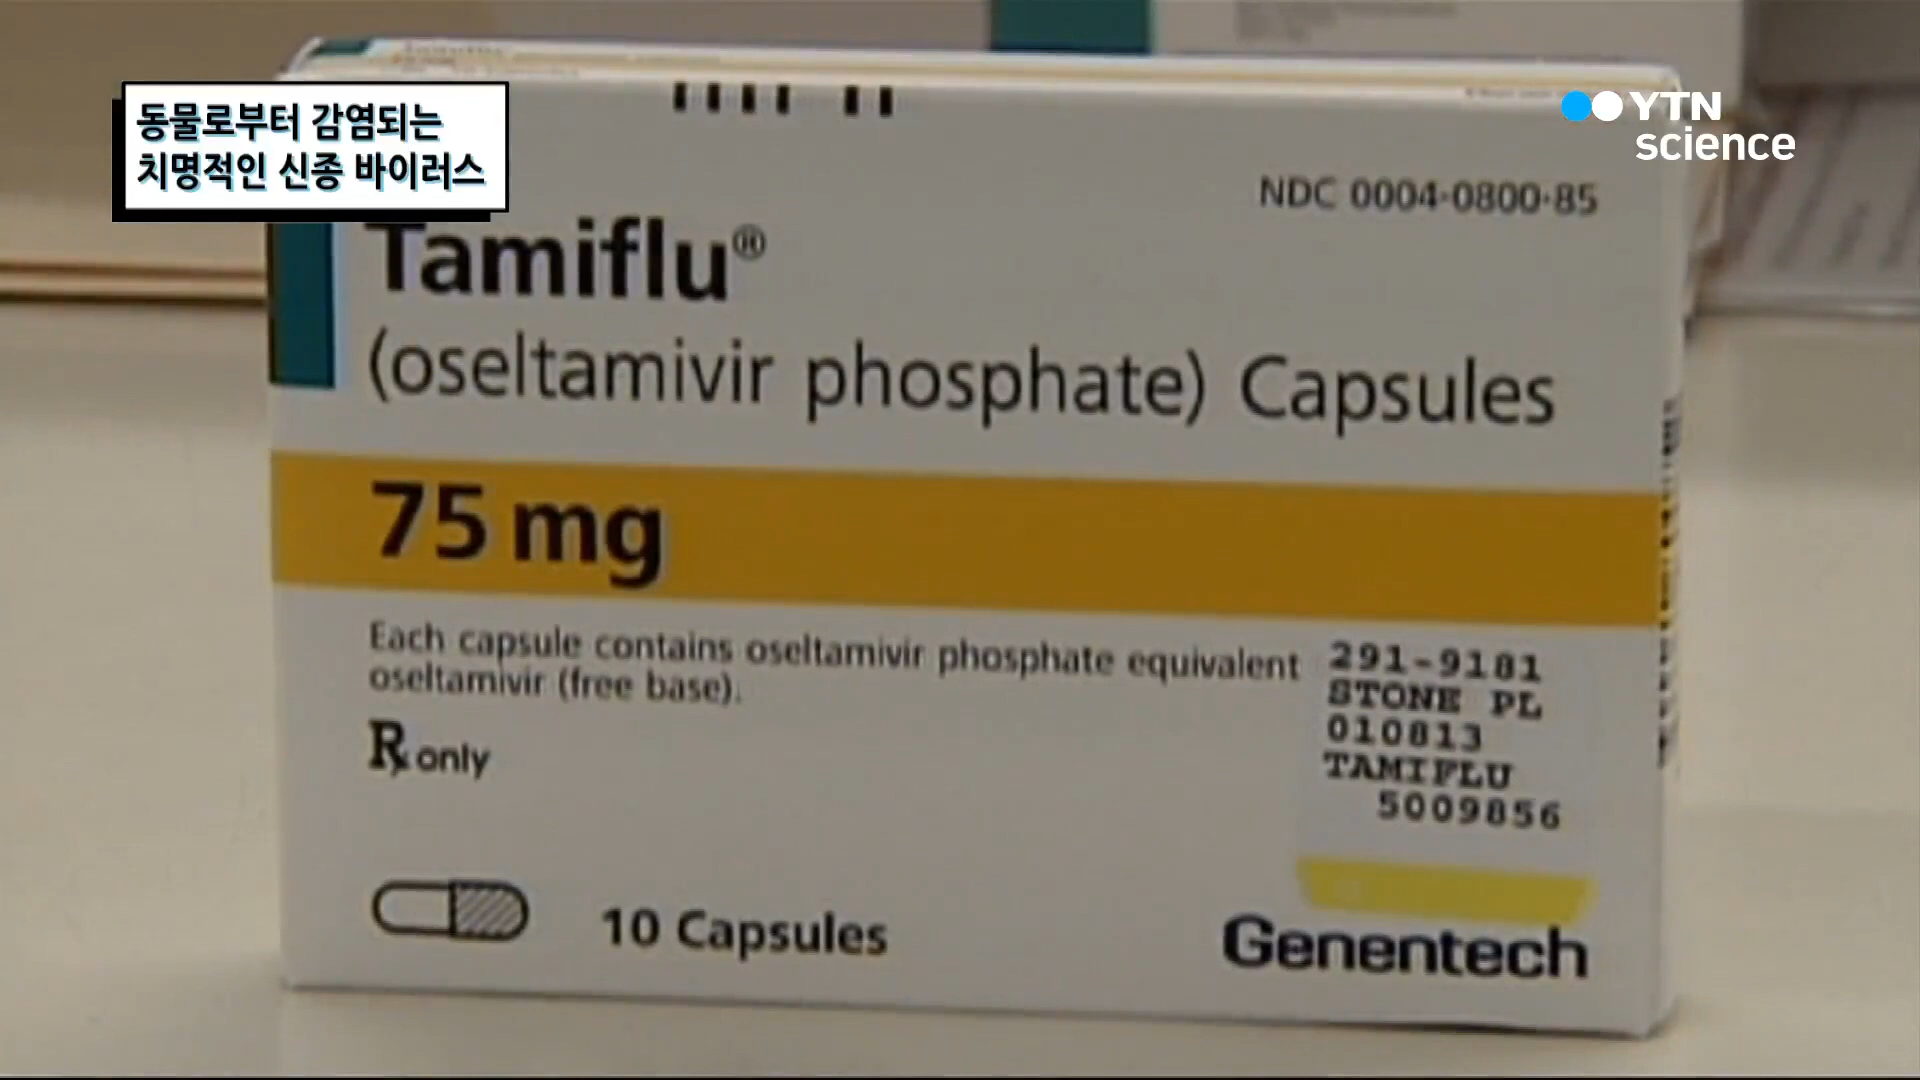 동물로부터 감염되는
치명적인 신종 바이러스
YTN
science
NDC 0004-0800-85
Tamiflu®
(oseltamivir phosphate) Capsules
75 mg
Each capsule contains oseltamivir phosphate equivalent
oseltamivir (free base).
Rx only
291-9181
STONE PL
010813
TAMIFLU
5009856
10 Capsules
Genentech